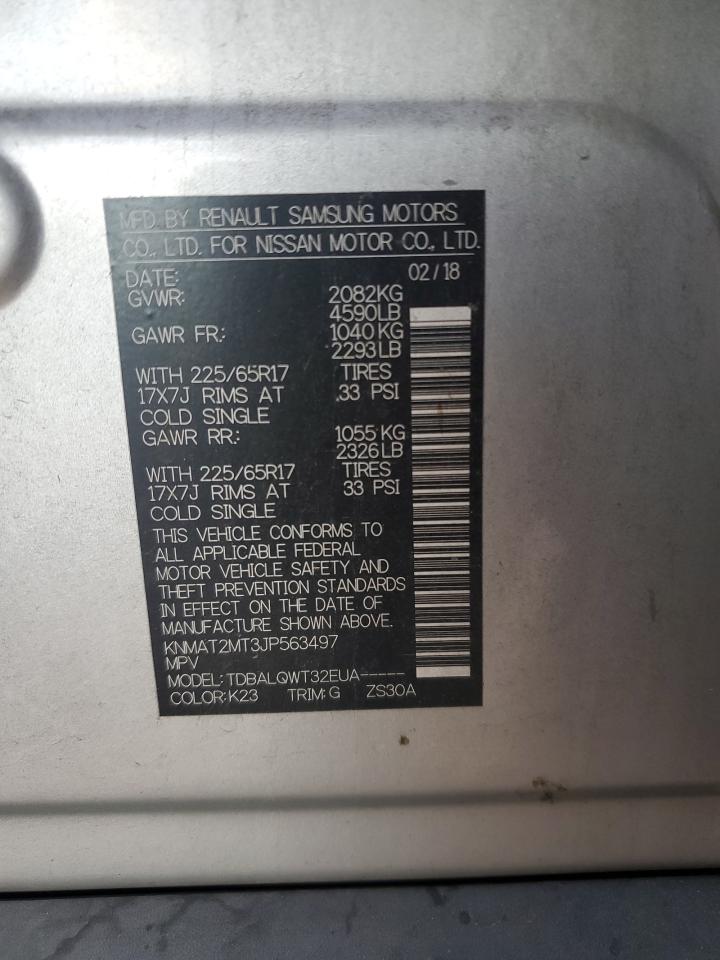 MFD. BY RENAULT SAMSUNG MOTORS
CO., LTD. FOR NISSAN MOTOR CO., LTD.
DATE: 02/18
GVWR: 2082KG
4590LB
GAWR FR.: 1040KG
2293LB
WITH 225/65R17 TIRES
17X7J RIMS AT 33 PSI
COLD SINGLE
GAWR RR.: 1055KG
2326LB
WITH 225/65R17 TIRES
17X7J RIMS AT 33 PSI
COLD SINGLE
THIS VEHICLE CONFORMS TO
ALL APPLICABLE FEDERAL
MOTOR VEHICLE SAFETY AND
THEFT PREVENTION STANDARDS
IN EFFECT ON THE DATE OF
MANUFACTURE SHOWN ABOVE.
KNMAT2MT3JP563497
MPV
MODEL: TDBALQWT32EUA-----
COLOR: K23 TRIM: G ZS30A